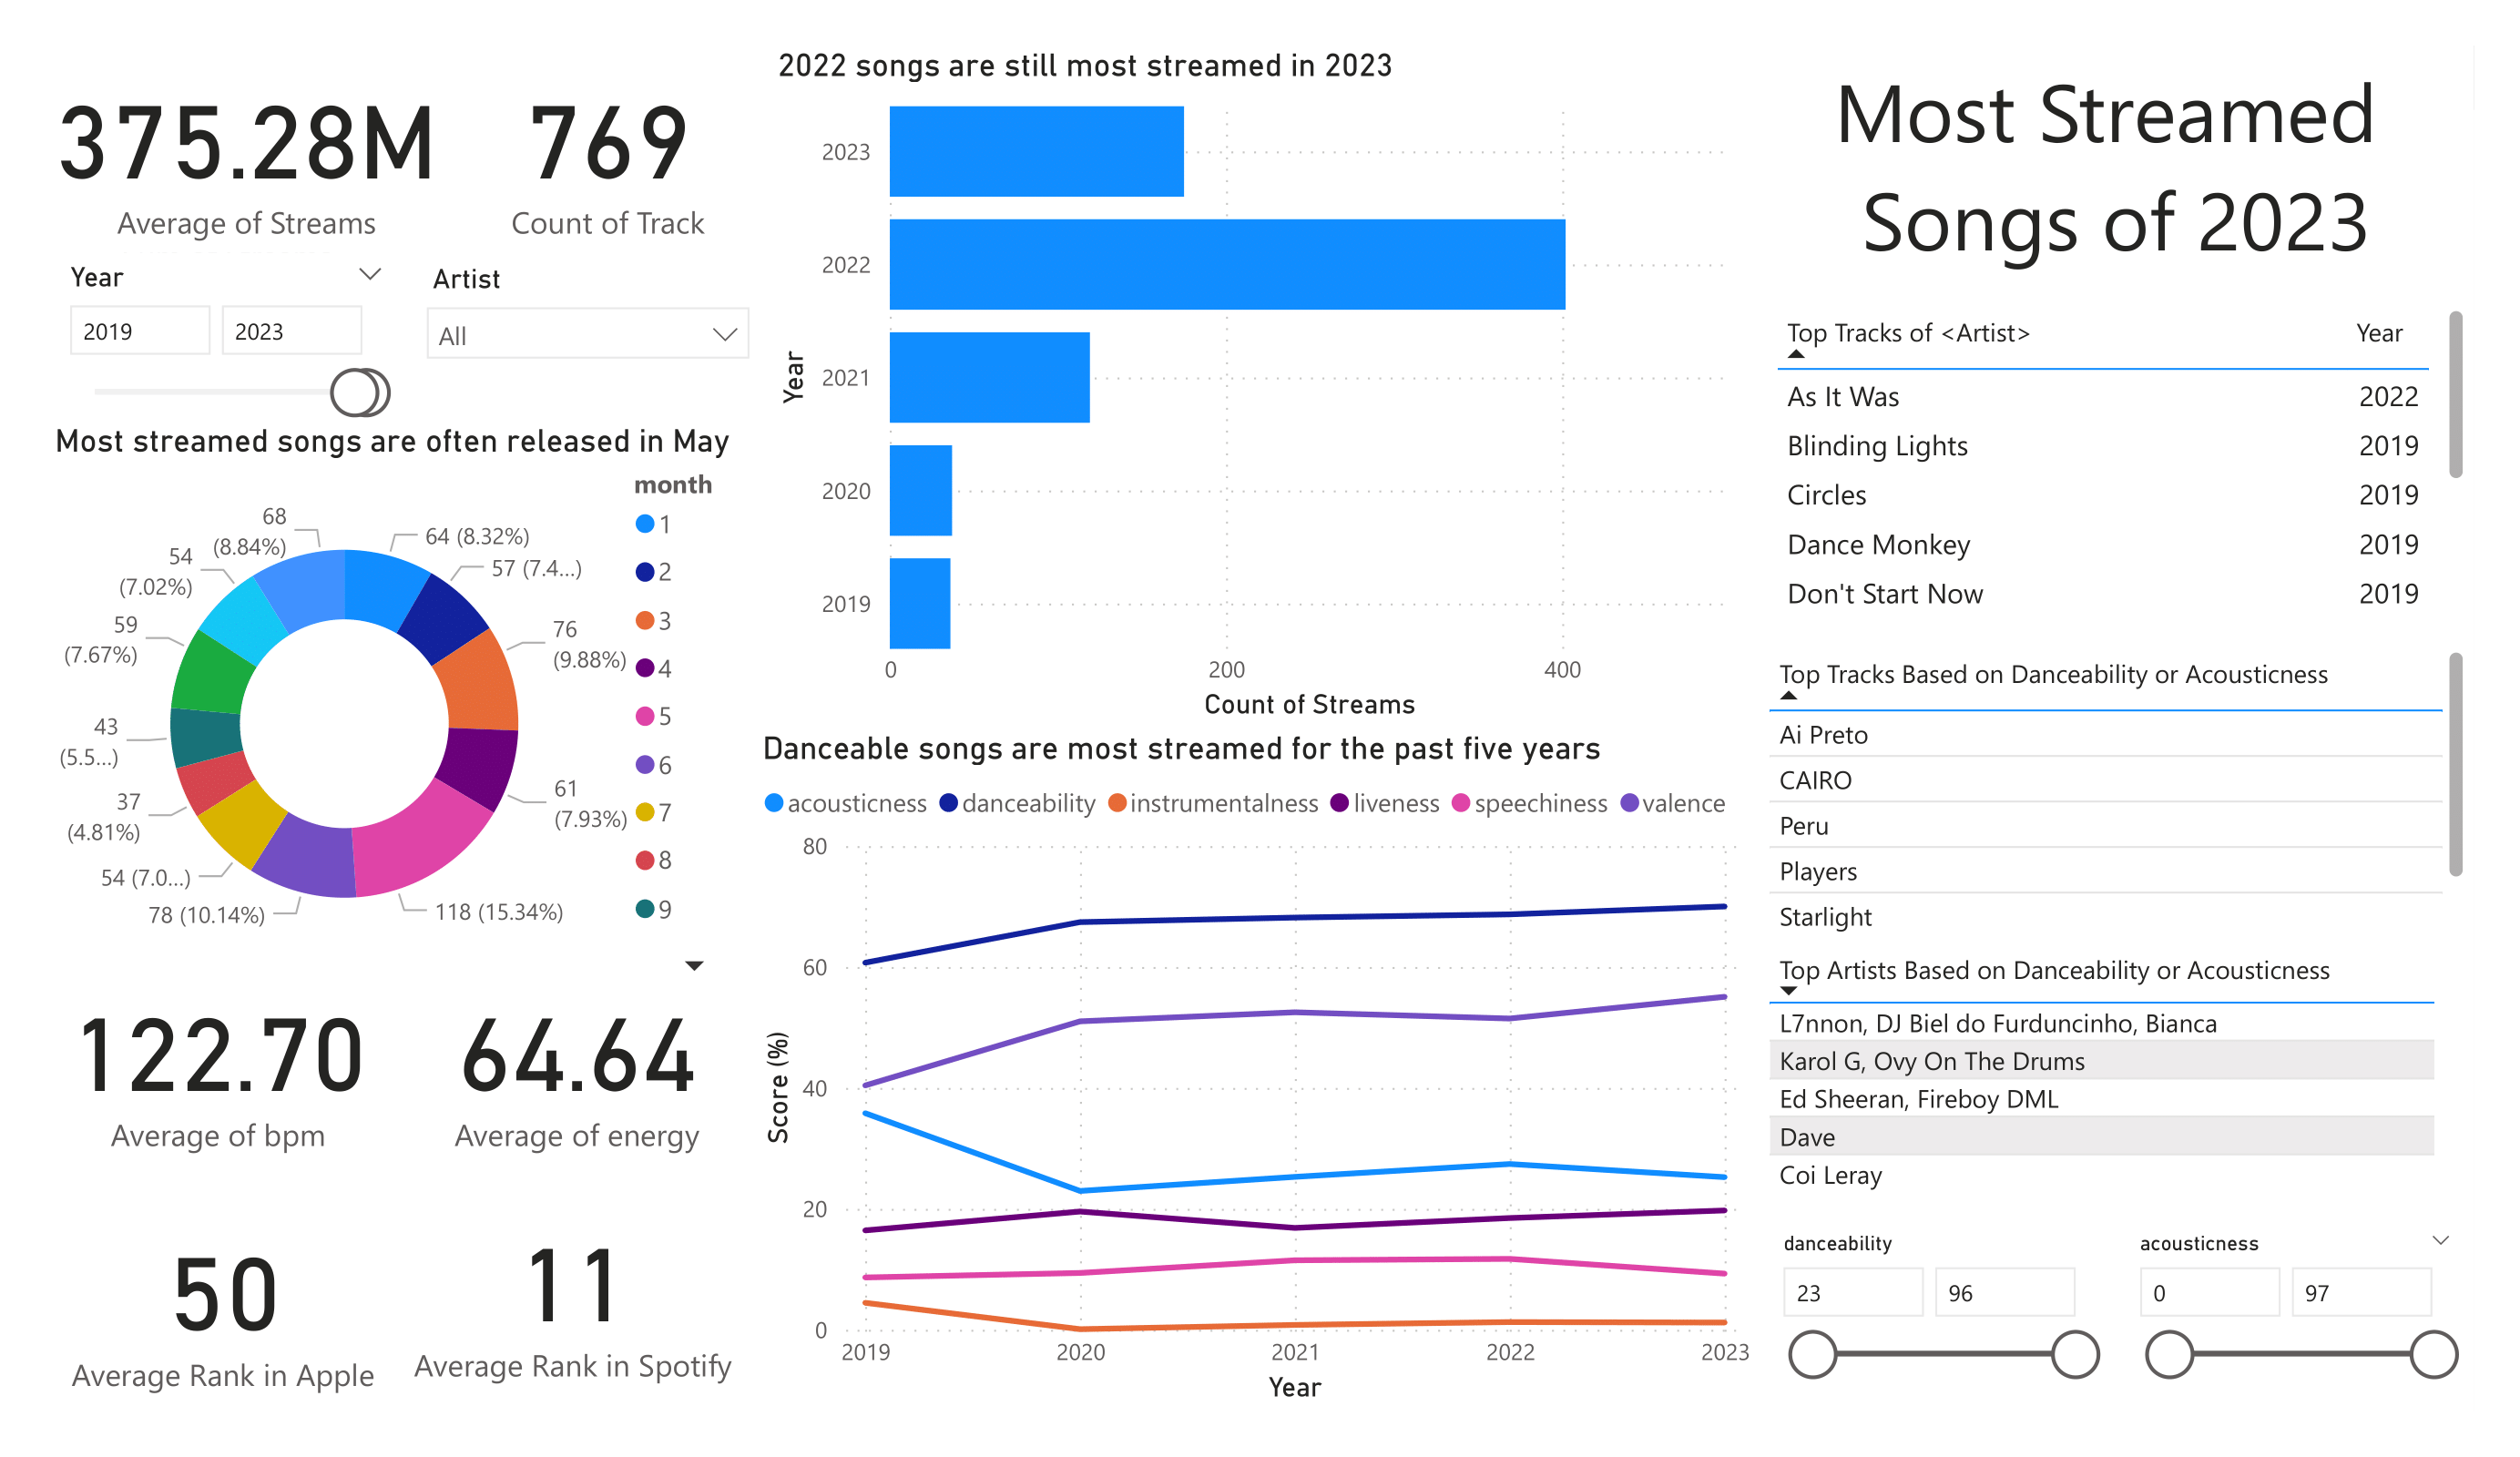 375.28M
Average of Streams
769
Count of Track
Year
2019
2023
Artist
All
Most streamed songs are often released in May
month
1
2
3
4
5
6
7
8
9
64 (8.32%)
57 (7.4...)
76
(9.88%)
61
(7.93%)
118 (15.34%)
78 (10.14%)
54 (7.0...)
37
(4.81%)
43
(5.5...)
59
(7.67%)
54
(7.02%)
68
(8.84%)
122.70
Average of bpm
64.64
Average of energy
50
Average Rank in Apple
11
Average Rank in Spotify
2022 songs are still most streamed in 2023
Year
2023
2022
2021
2020
2019
0
200
400
Count of Streams
Danceable songs are most streamed for the past five years
acousticness danceability instrumentalness liveness speechiness valence
Score (%)
80
60
40
20
0
2019
2020
2021
2022
2023
Year
Most Streamed
Songs of 2023
Top Tracks of <Artist> Year
As It Was 2022
Blinding Lights 2019
Circles 2019
Dance Monkey 2019
Don't Start Now 2019
Top Tracks Based on Danceability or Acousticness
Ai Preto
CAIRO
Peru
Players
Starlight
Top Artists Based on Danceability or Acousticness
L7nnon, DJ Biel do Furduncinho, Bianca
Karol G, Ovy On The Drums
Ed Sheeran, Fireboy DML
Dave
Coi Leray
danceability
23
96
acousticness
0
97